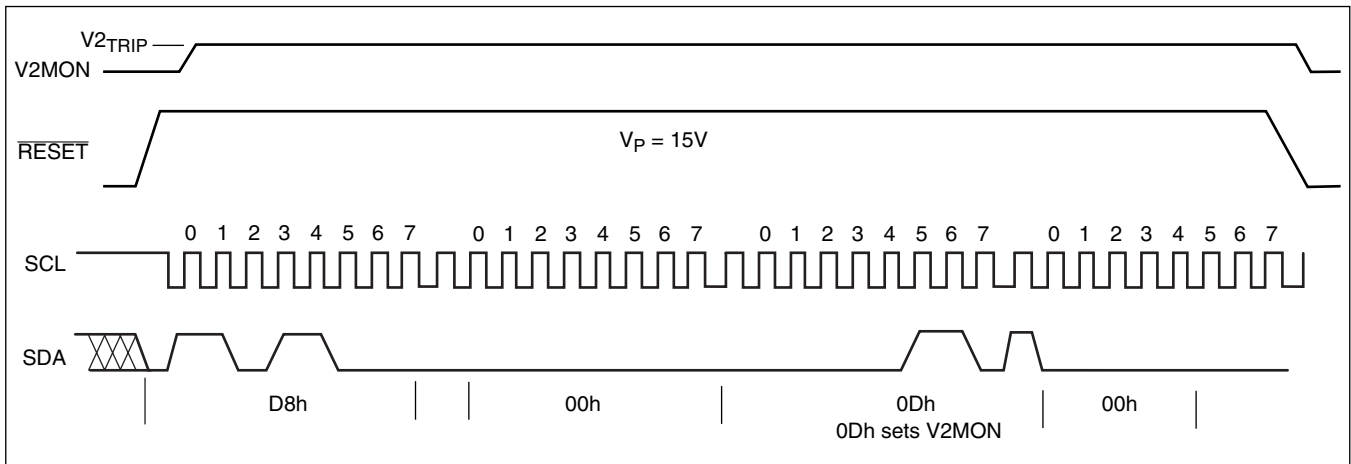 V2TRIP
V2MON
RESET
VP = 15V
0 1 2 3 4 5 6 7 0 1 2 3 4 5 6 7 0 1 2 3 4 5 6 7 0 1 2 3 4 5 6 7
SCL
SDA
D8h 00h 0Dh 00h
0Dh sets V2MON